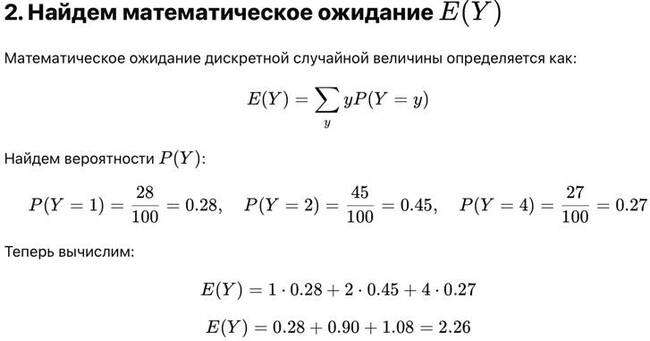 2. Найдем математическое ожидание E(Y)
Математическое ожидание дискретной случайной величины определяется как:
E(Y) = ∑_y yP(Y = y)
Найдем вероятности P(Y):
P(Y = 1) = 28/100 = 0.28, P(Y = 2) = 45/100 = 0.45, P(Y = 4) = 27/100 = 0.27
Теперь вычислим:
E(Y) = 1 · 0.28 + 2 · 0.45 + 4 · 0.27
E(Y) = 0.28 + 0.90 + 1.08 = 2.26